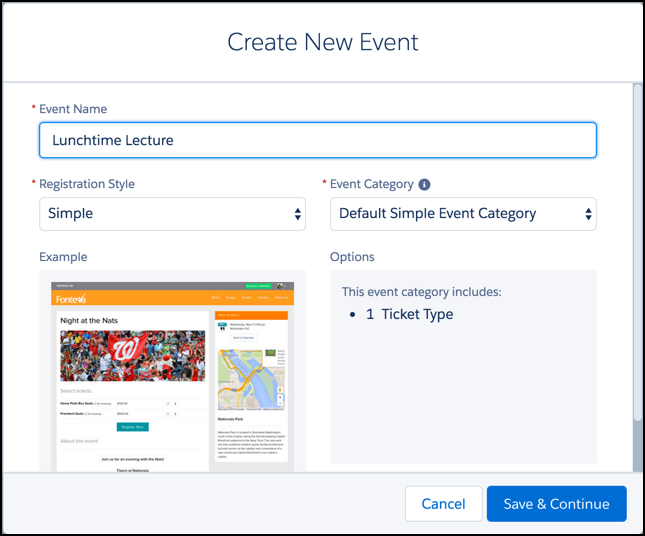 Create New Event
* Event Name
Lunchtime Lecture
* Registration Style
* Event Category
Simple
Default Simple Event Category
Example
Options
This event category includes:
• 1 Ticket Type
Fonteva
Night at the Nats
Select tickets
Home Plate Box Seats
President Seats
Register Now
About the event
Join us for an evening with the Nats!
Tours at Nationals
Nationals Park
Cancel
Save & Continue